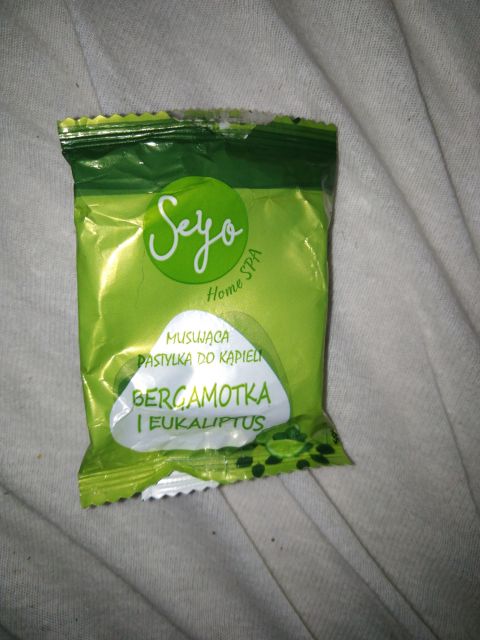 Seyo
Home SPA
MUSUJĄCA
PASTYLKA DO KĄPIELI
BERGAMOTKA
I EUKALIPTUS